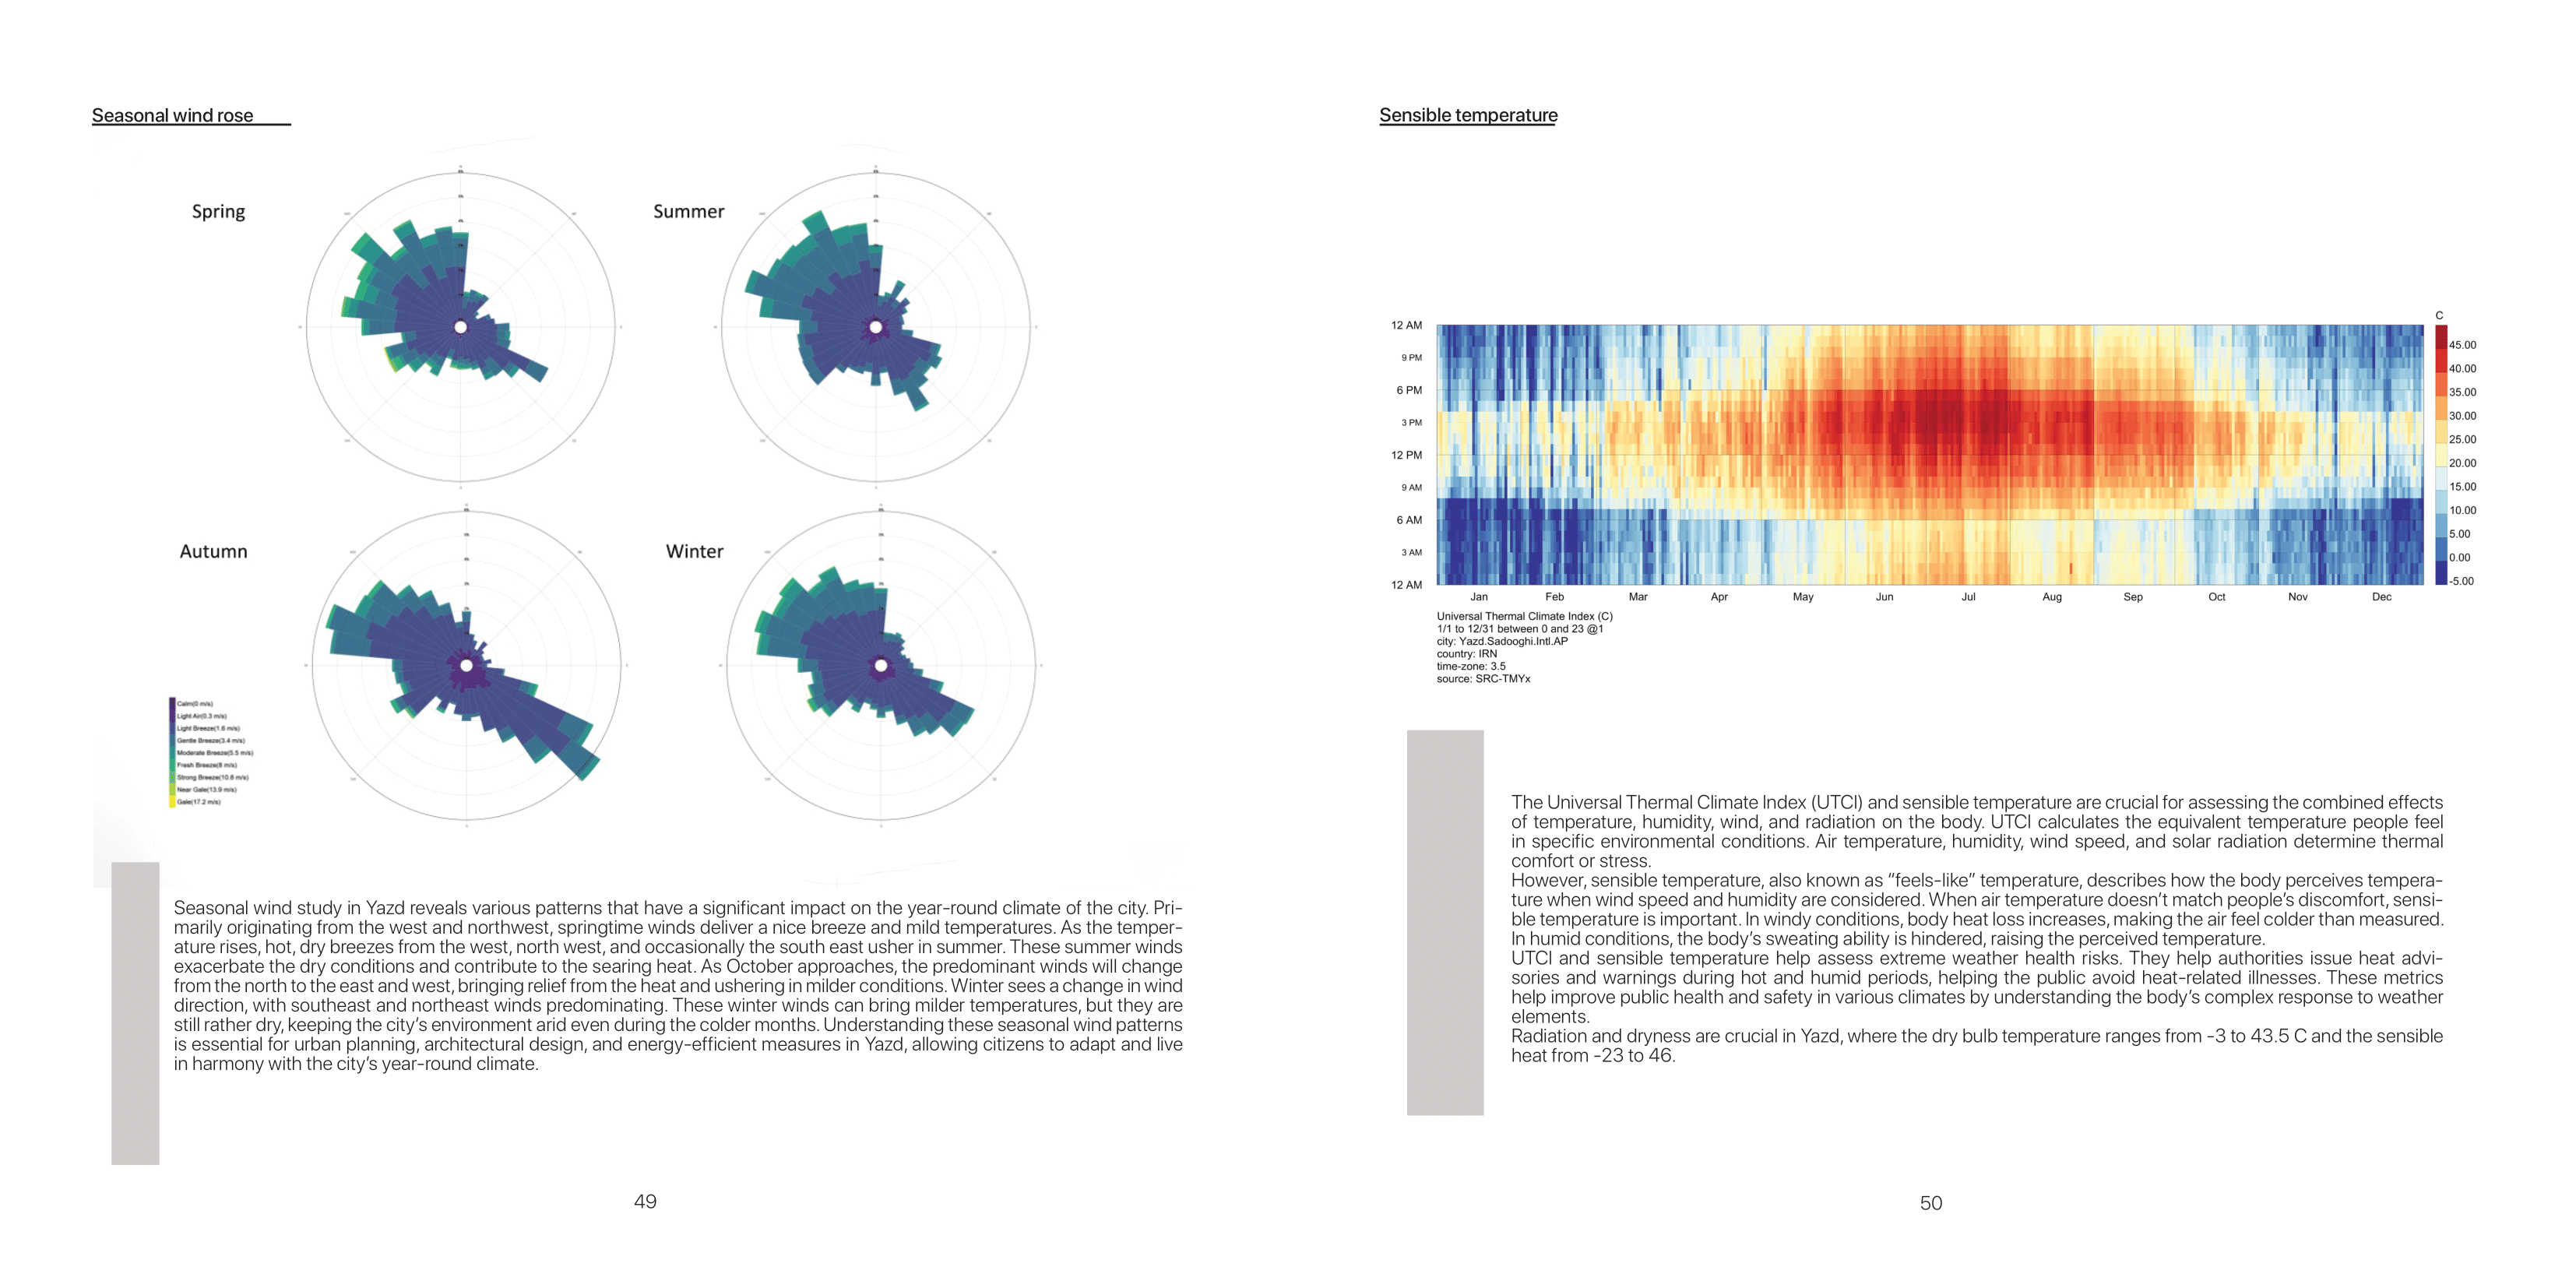 Seasonal wind rose
Spring
Summer
Autumn
Winter
Calm(0 m/s)
Light Air(0.3 m/s)
Light Breeze(1.6 m/s)
Gentle Breeze(3.4 m/s)
Moderate Breeze(5.5 m/s)
Fresh Breeze(8 m/s)
Strong Breeze(10.8 m/s)
Near Gale(13.9 m/s)
Gale(17.2 m/s)
Seasonal wind study in Yazd reveals various patterns that have a significant impact on the year-round climate of the city. Pri-
marily originating from the west and northwest, springtime winds deliver a nice breeze and mild temperatures. As the temper-
ature rises, hot, dry breezes from the west, north west, and occasionally the south east usher in summer. These summer winds
exacerbate the dry conditions and contribute to the searing heat. As October approaches, the predominant winds will change
from the north to the east and west, bringing relief from the heat and ushering in milder conditions. Winter sees a change in wind
direction, with southeast and northeast winds predominating. These winter winds can bring milder temperatures, but they are
still rather dry, keeping the city's environment arid even during the colder months. Understanding these seasonal wind patterns
is essential for urban planning, architectural design, and energy-efficient measures in Yazd, allowing citizens to adapt and live
in harmony with the city's year-round climate.
49
Sensible temperature
C
12 AM
9 PM
6 PM
3 PM
12 PM
9 AM
6 AM
3 AM
12 AM
45.00
40.00
35.00
30.00
25.00
20.00
15.00
10.00
5.00
0.00
-5.00
Jan Feb Mar Apr May Jun Jul Aug Sep Oct Nov Dec
Universal Thermal Climate Index (C)
1/1 to 12/31 between 0 and 23 @1
city: Yazd.Sadooghi.Intl.AP
country: IRN
time-zone: 3.5
source: SRC-TMYx
The Universal Thermal Climate Index (UTCI) and sensible temperature are crucial for assessing the combined effects
of temperature, humidity, wind, and radiation on the body. UTCI calculates the equivalent temperature people feel
in specific environmental conditions. Air temperature, humidity, wind speed, and solar radiation determine thermal
comfort or stress.
However, sensible temperature, also known as “feels-like” temperature, describes how the body perceives tempera-
ture when wind speed and humidity are considered. When air temperature doesn't match people's discomfort, sensi-
ble temperature is important. In windy conditions, body heat loss increases, making the air feel colder than measured.
In humid conditions, the body's sweating ability is hindered, raising the perceived temperature.
UTCI and sensible temperature help assess extreme weather health risks. They help authorities issue heat advi-
sories and warnings during hot and humid periods, helping the public avoid heat-related illnesses. These metrics
help improve public health and safety in various climates by understanding the body's complex response to weather
elements.
Radiation and dryness are crucial in Yazd, where the dry bulb temperature ranges from -3 to 43.5 C and the sensible
heat from -23 to 46.
50